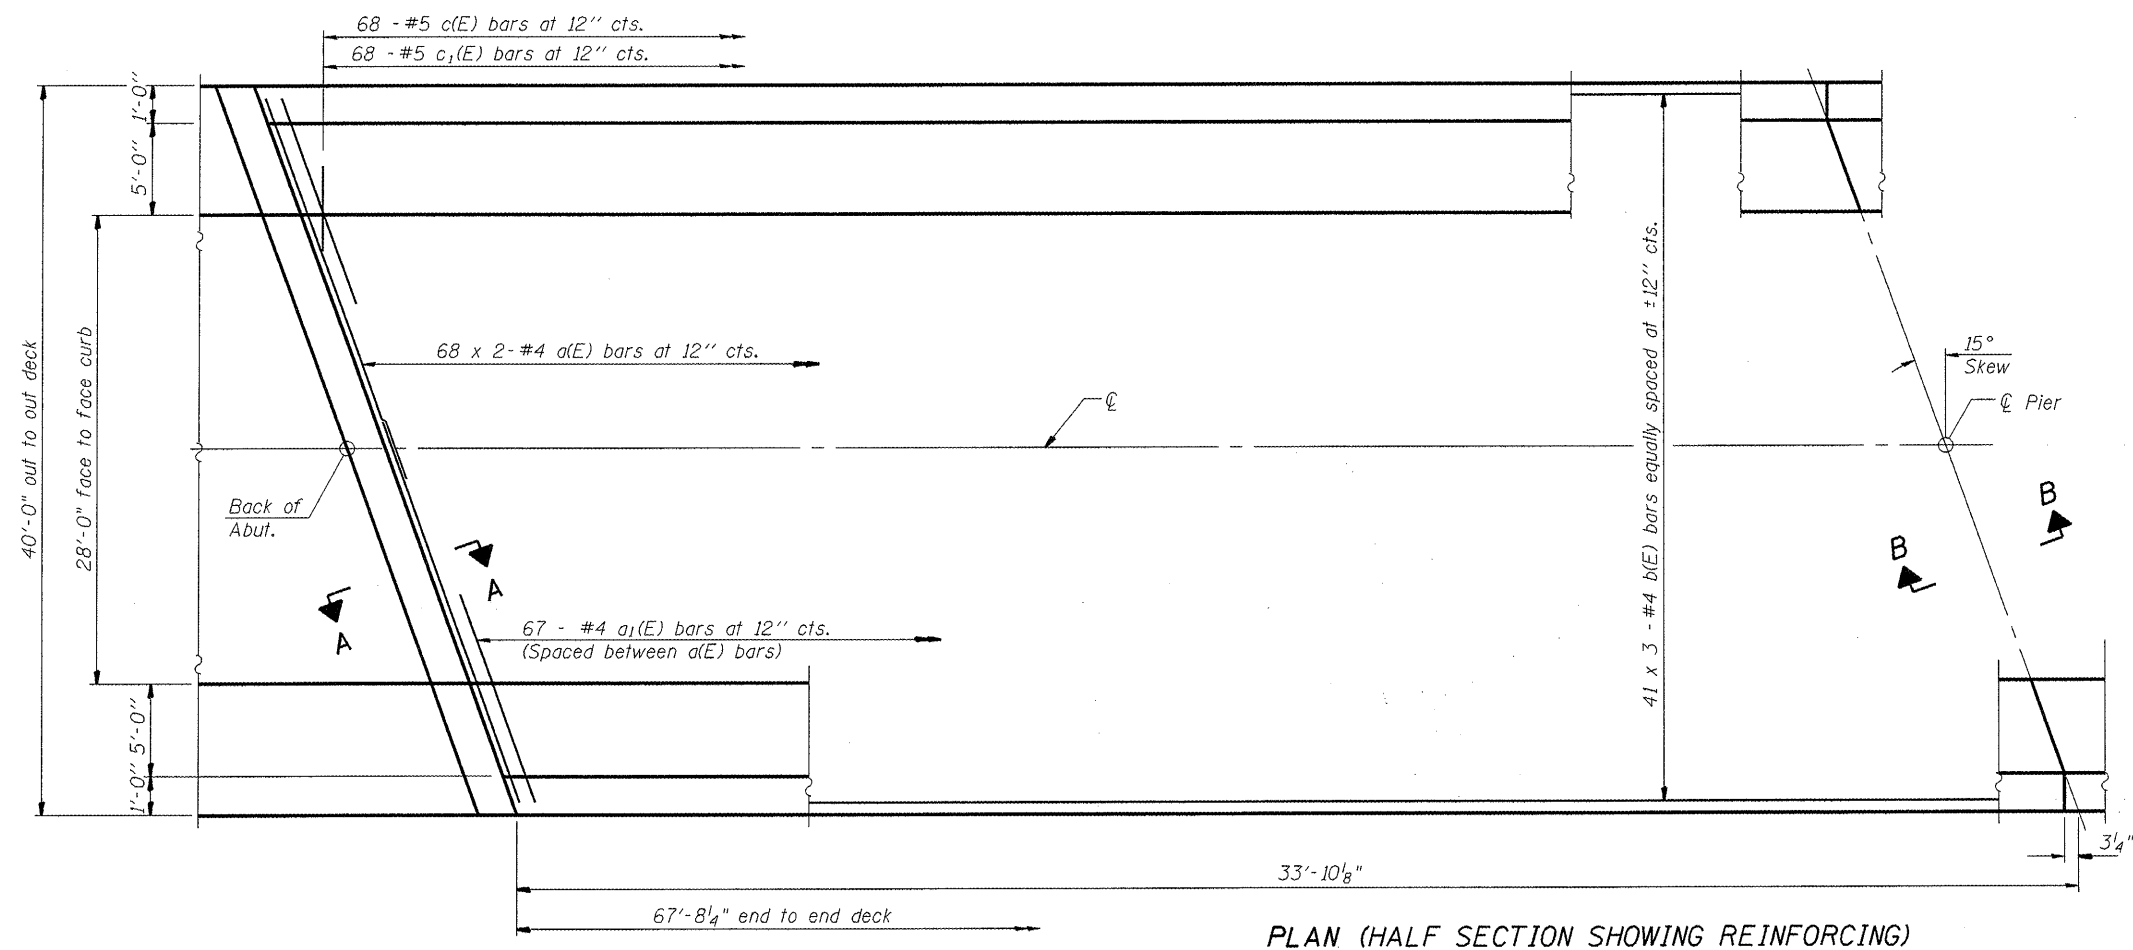 68 - #5 c(E) bars at 12" cts.
68 - #5 c₁(E) bars at 12" cts.
1'-0"
5'-0"
40'-0" out to out deck
28'-0" face to face curb
68 x 2- #4 a(E) bars at 12" cts.
℄
41 x 3 - #4 b(E) bars equally spaced at ±12" cts.
15°
Skew
℄ Pier
Back of
Abut.
A
A
B
B
67 - #4 a₁(E) bars at 12" cts.
(Spaced between a(E) bars)
5'-0"
1'-0"
3¼"
33'-10⅛"
67'-8¼" end to end deck
PLAN (HALF SECTION SHOWING REINFORCING)